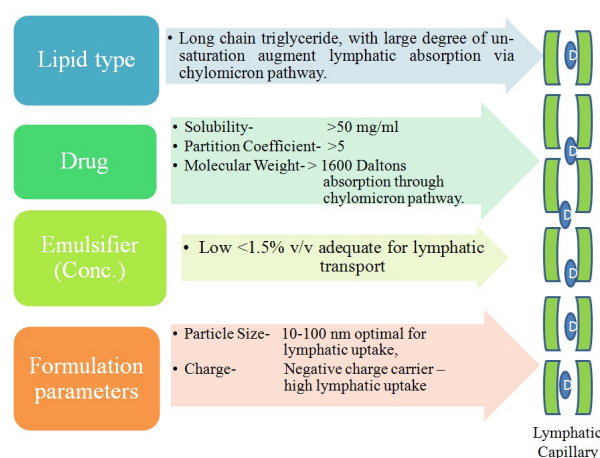 Lipid type
• Long chain triglyceride, with large degree of un-
saturation augment lymphatic absorption via
chylomicron pathway.
Drug
• Solubility- >50 mg/ml
• Partition Coefficient- >5
• Molecular Weight- > 1600 Daltons
absorption through
chylomicron pathway.
Emulsifier
(Conc.)
• Low <1.5% v/v adequate for lymphatic
transport
Formulation
parameters
• Particle Size- 10-100 nm optimal for
lymphatic uptake,
• Charge- Negative charge carrier –
high lymphatic uptake
D
D
D
D
D
D
Lymphatic
Capillary